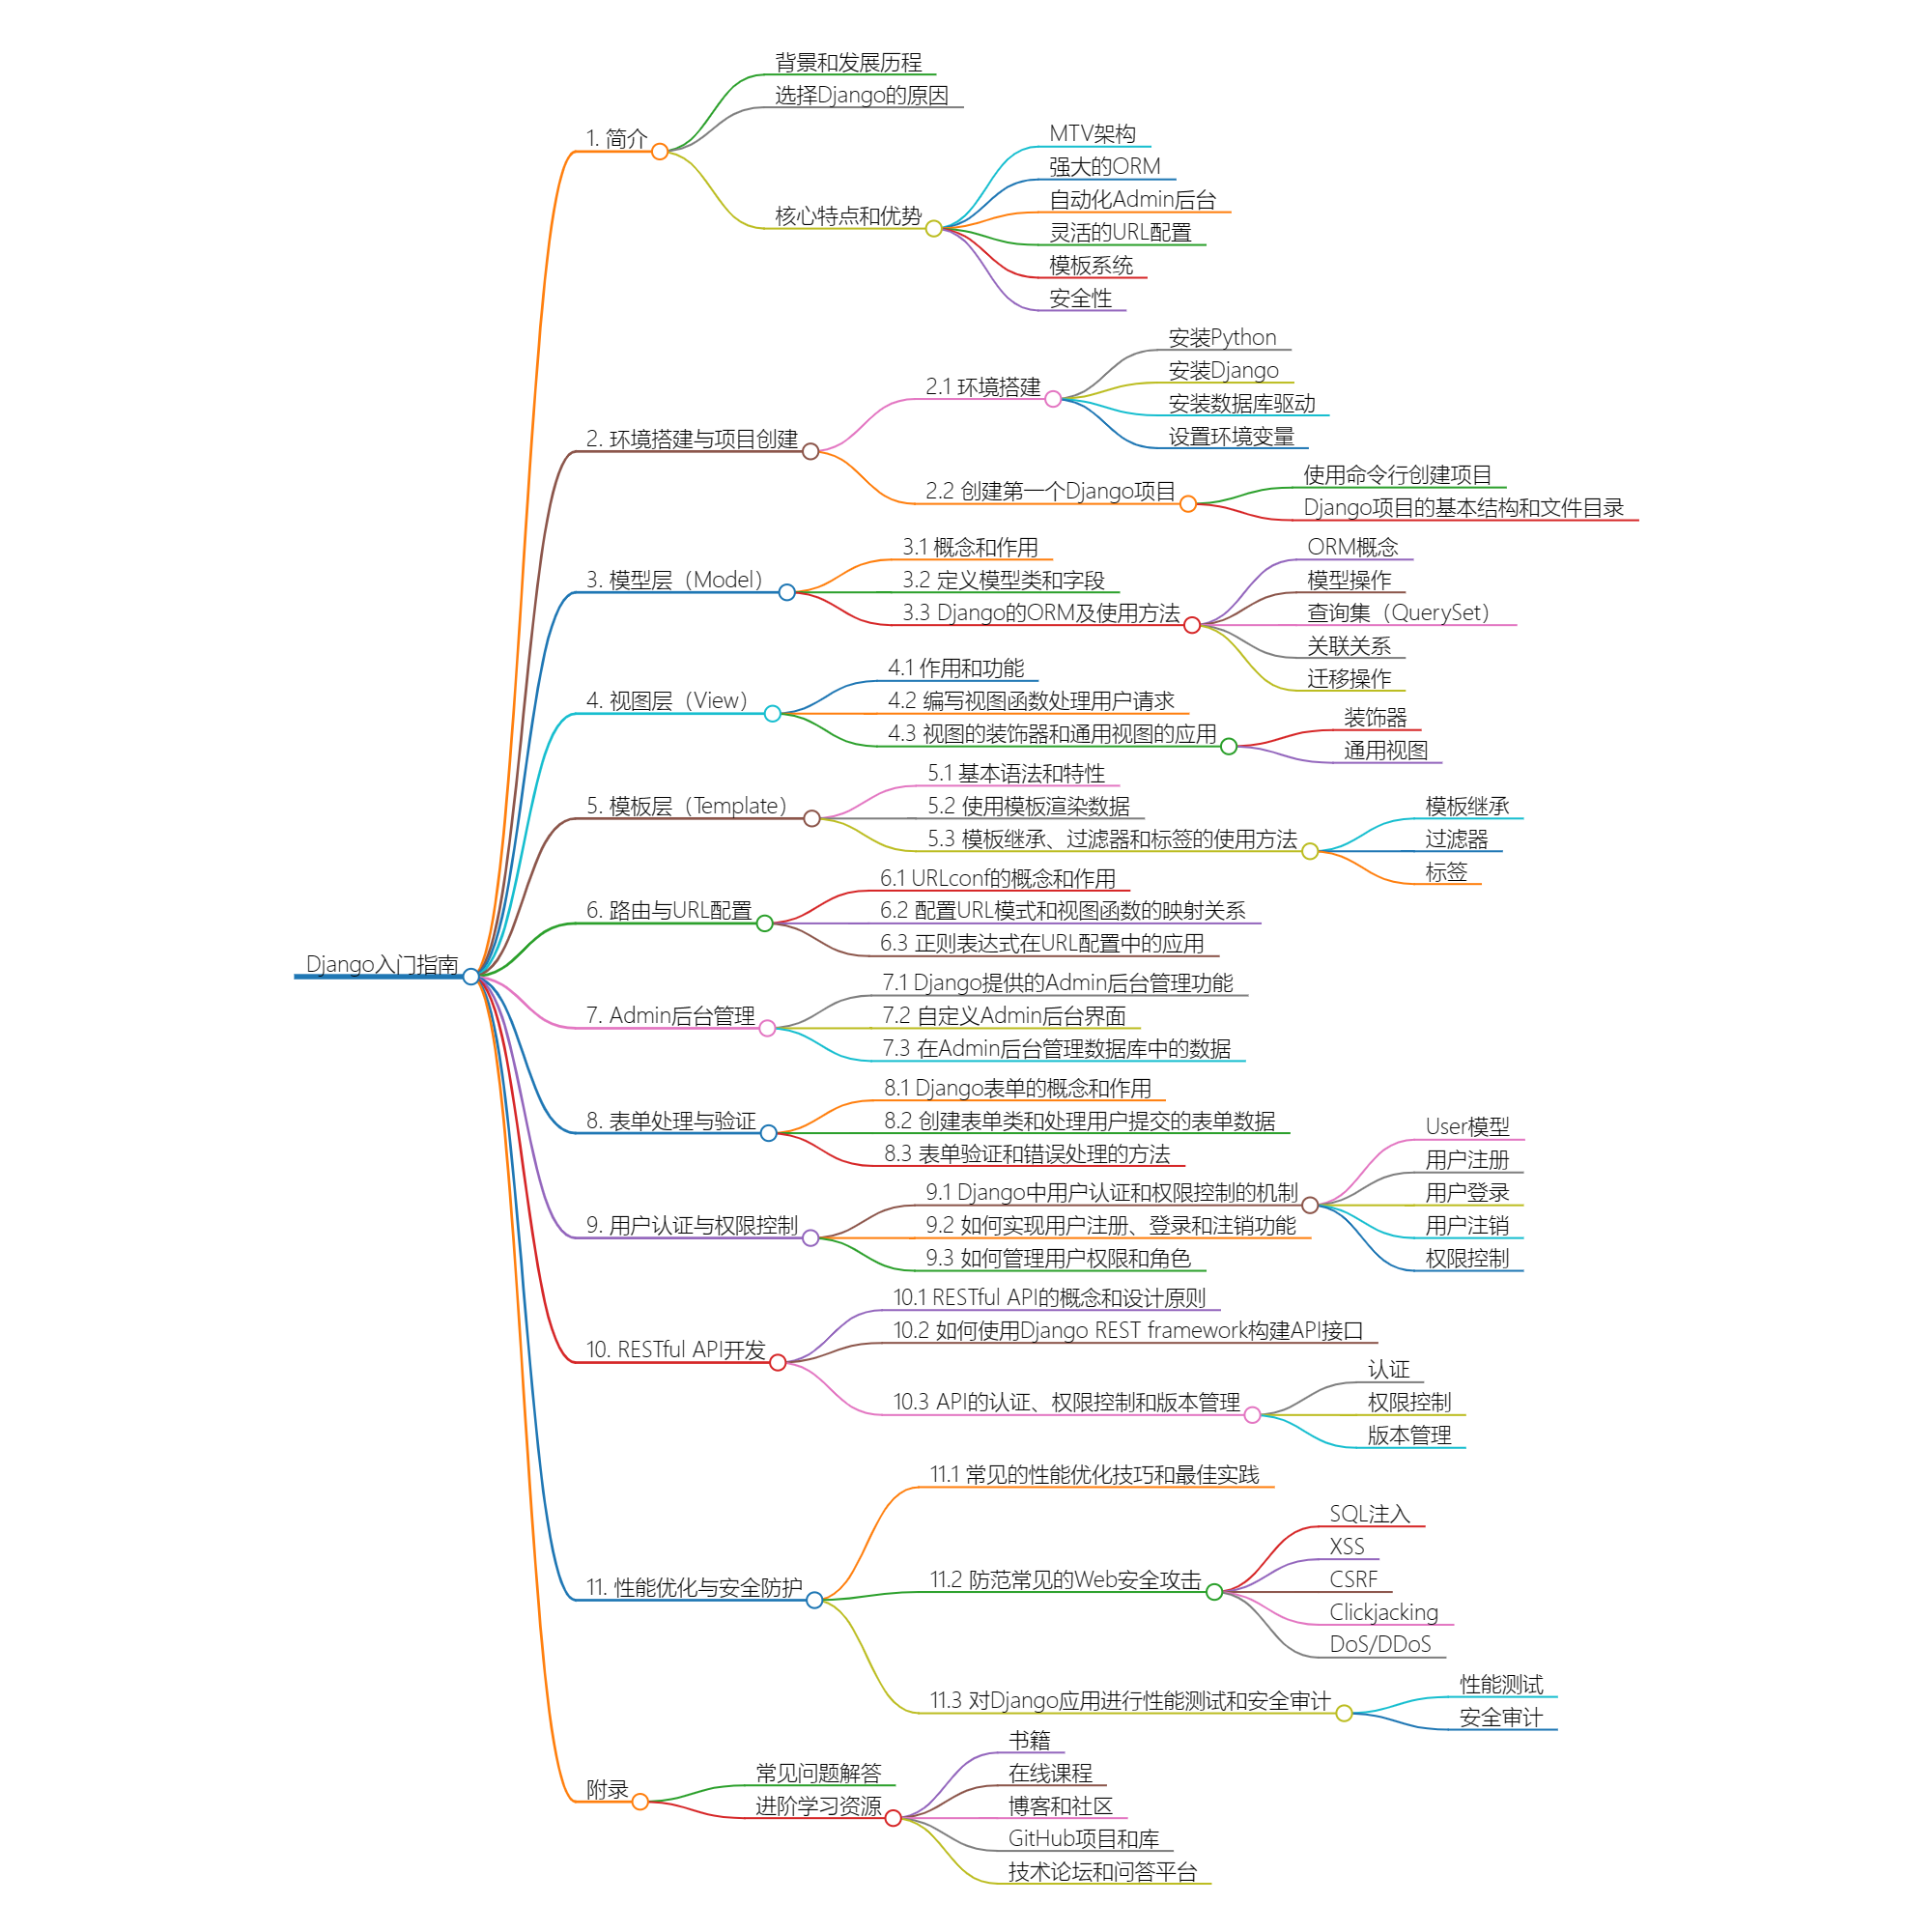 Django入门指南
1. 简介
背景和发展历程
选择Django的原因
核心特点和优势
MTV架构
强大的ORM
自动化Admin后台
灵活的URL配置
模板系统
安全性
2. 环境搭建与项目创建
2.1 环境搭建
安装Python
安装Django
安装数据库驱动
设置环境变量
2.2 创建第一个Django项目
使用命令行创建项目
Django项目的基本结构和文件目录
3. 模型层（Model）
3.1 概念和作用
3.2 定义模型类和字段
3.3 Django的ORM及使用方法
ORM概念
模型操作
查询集（QuerySet）
关联关系
迁移操作
4. 视图层（View）
4.1 作用和功能
4.2 编写视图函数处理用户请求
4.3 视图的装饰器和通用视图的应用
装饰器
通用视图
5. 模板层（Template）
5.1 基本语法和特性
5.2 使用模板渲染数据
5.3 模板继承、过滤器和标签的使用方法
模板继承
过滤器
标签
6. 路由与URL配置
6.1 URLconf的概念和作用
6.2 配置URL模式和视图函数的映射关系
6.3 正则表达式在URL配置中的应用
7. Admin后台管理
7.1 Django提供的Admin后台管理功能
7.2 自定义Admin后台界面
7.3 在Admin后台管理数据库中的数据
8. 表单处理与验证
8.1 Django表单的概念和作用
8.2 创建表单类和处理用户提交的表单数据
8.3 表单验证和错误处理的方法
9. 用户认证与权限控制
9.1 Django中用户认证和权限控制的机制
User模型
用户注册
用户登录
用户注销
权限控制
9.2 如何实现用户注册、登录和注销功能
9.3 如何管理用户权限和角色
10. RESTful API开发
10.1 RESTful API的概念和设计原则
10.2 如何使用Django REST framework构建API接口
10.3 API的认证、权限控制和版本管理
认证
权限控制
版本管理
11. 性能优化与安全防护
11.1 常见的性能优化技巧和最佳实践
11.2 防范常见的Web安全攻击
SQL注入
XSS
CSRF
Clickjacking
DoS/DDoS
11.3 对Django应用进行性能测试和安全审计
性能测试
安全审计
附录
常见问题解答
进阶学习资源
书籍
在线课程
博客和社区
GitHub项目和库
技术论坛和问答平台